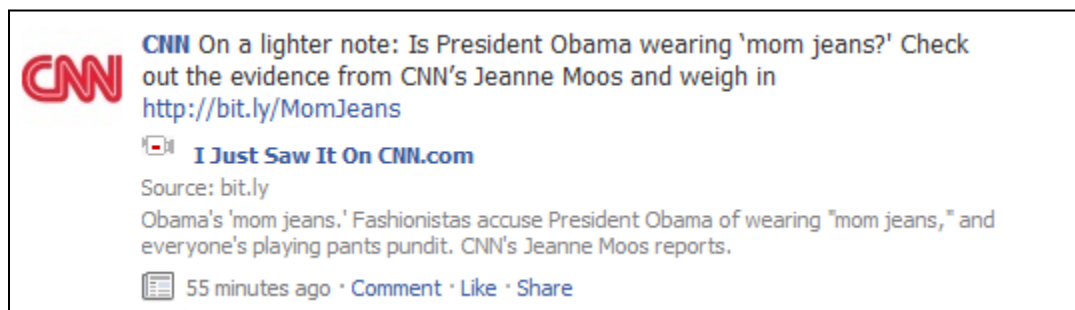 CNN
CNN On a lighter note: Is President Obama wearing ‘mom jeans?' Check
out the evidence from CNN’s Jeanne Moos and weigh in
http://bit.ly/MomJeans
I Just Saw It On CNN.com
Source: bit.ly
Obama's 'mom jeans.' Fashionistas accuse President Obama of wearing "mom jeans," and
everyone's playing pants pundit. CNN's Jeanne Moos reports.
55 minutes ago · Comment · Like · Share